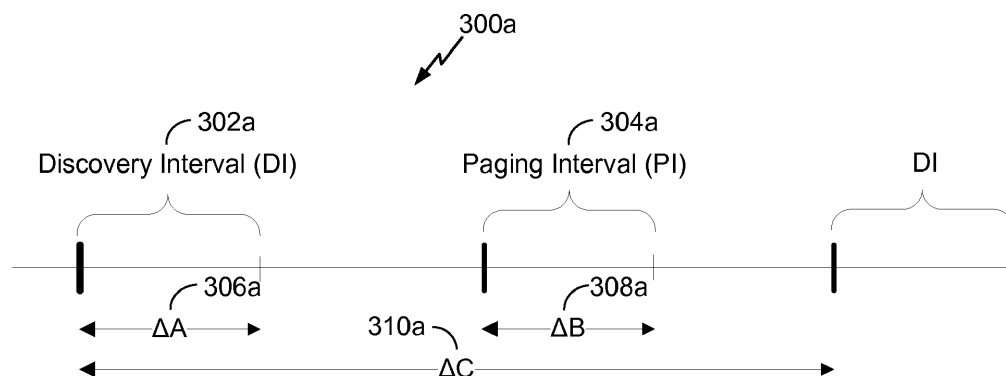 300a
302a
304a
Discovery Interval (DI)
Paging Interval (PI)
DI
306a
308a
ΔA
310a
ΔB
ΔC